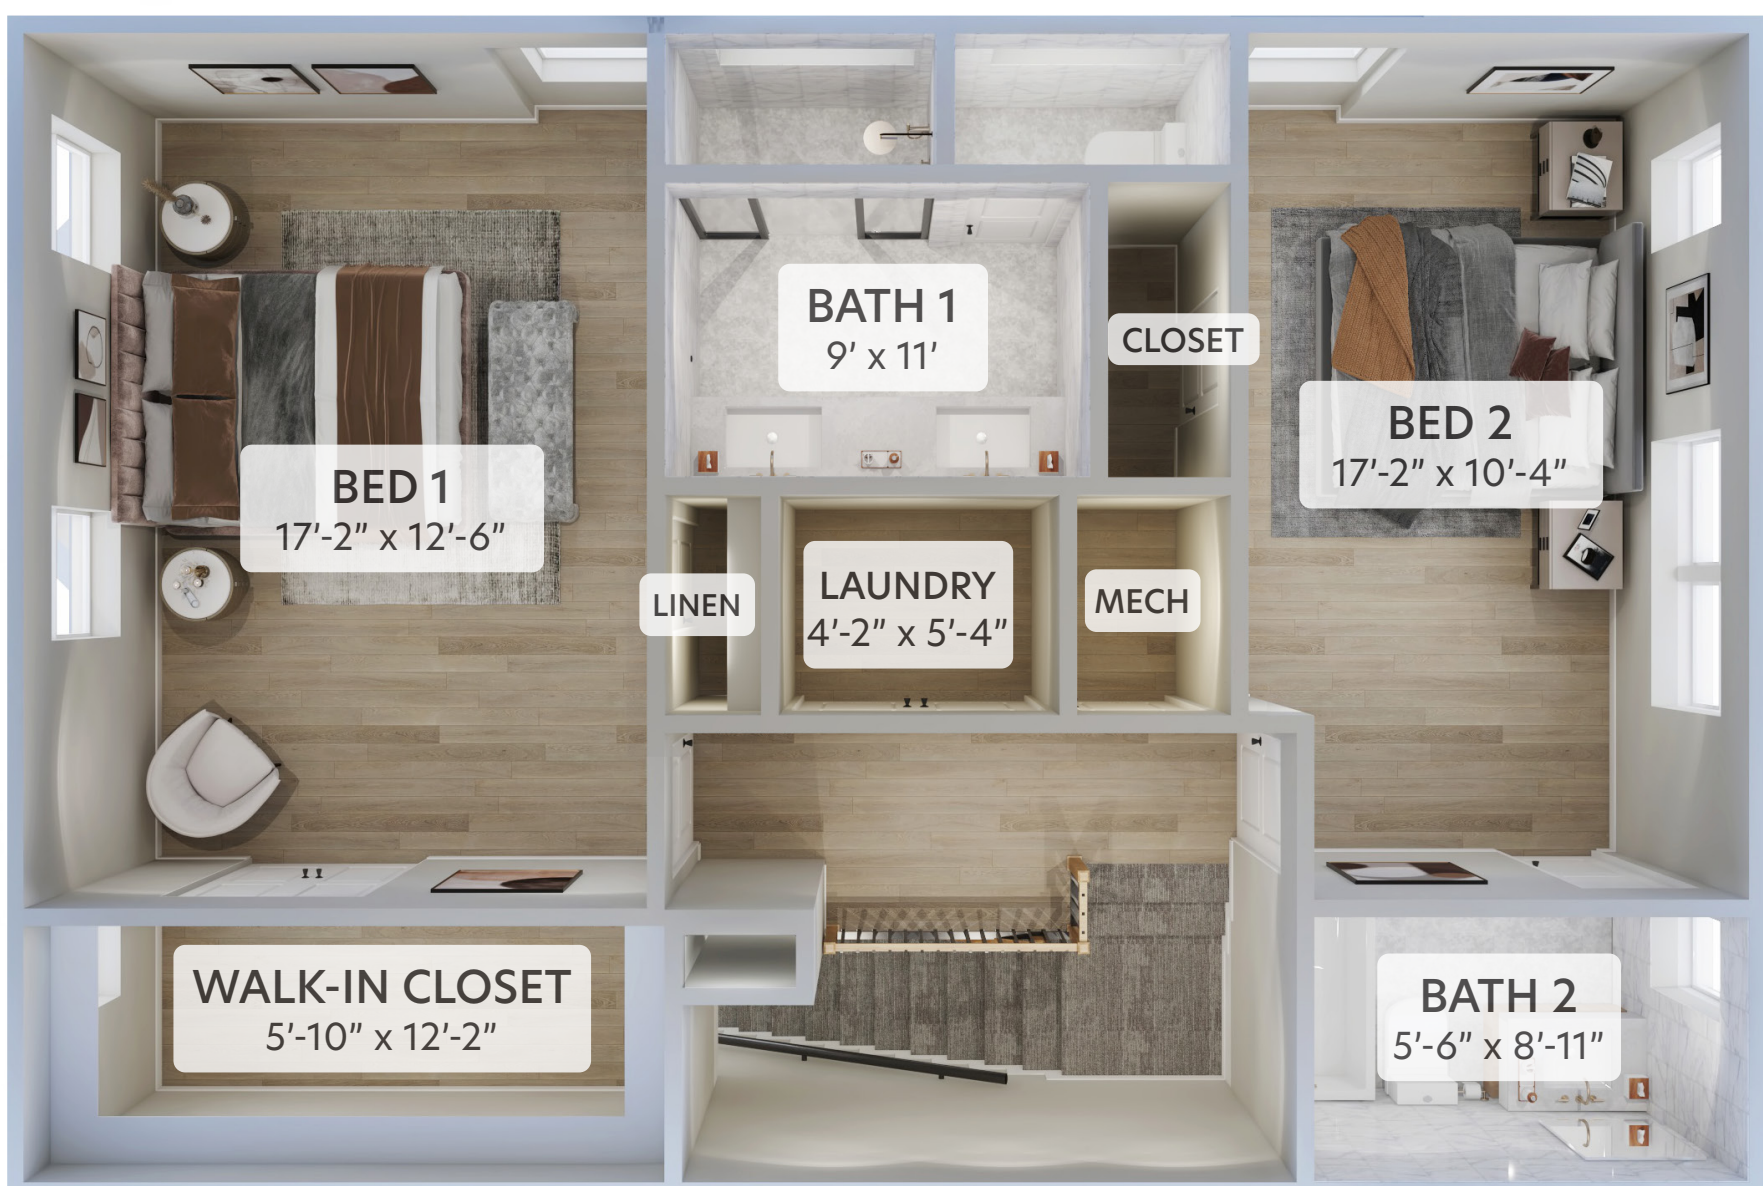 BATH 1
9′ x 11′
CLOSET
BED 2
17′-2″ x 10′-4″
BED 1
17′-2″ x 12′-6″
LINEN
LAUNDRY
4′-2″ x 5′-4″
MECH
WALK-IN CLOSET
5′-10″ x 12′-2″
BATH 2
5′-6″ x 8′-11″